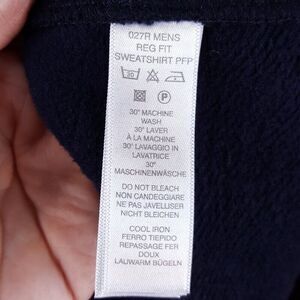 027R MENS
REG FIT
SWEATSHIRT PFP
30
P
30° MACHINE
WASH
30° LAVER
À LA MACHINE
30° LAVAGGIO IN
LAVATRICE
30°
MASCHINENWÄSCHE
DO NOT BLEACH
NON CANDEGGIARE
NE PAS JAVELLISER
NICHT BLEICHEN
COOL IRON
FERRO TIEPIDO
REPASSAGE FER
DOUX
LAUWARM BÜGELN